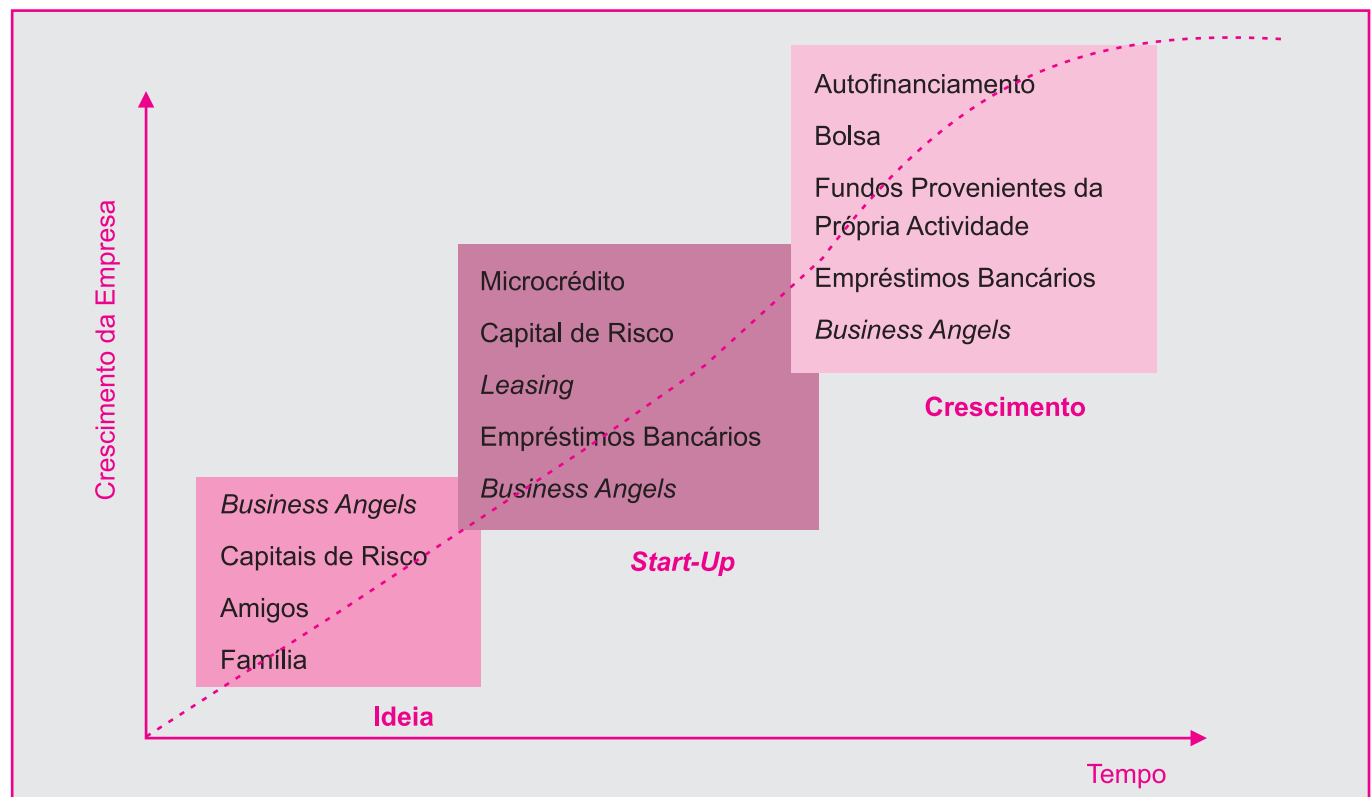 Crescimento da Empresa
Autofinanciamento
Bolsa
Fundos Provenientes da
Própria Actividade
Empréstimos Bancários
Business Angels
Crescimento
Microcrédito
Capital de Risco
Leasing
Empréstimos Bancários
Business Angels
Start-Up
Business Angels
Capitais de Risco
Amigos
Família
Ideia
Tempo